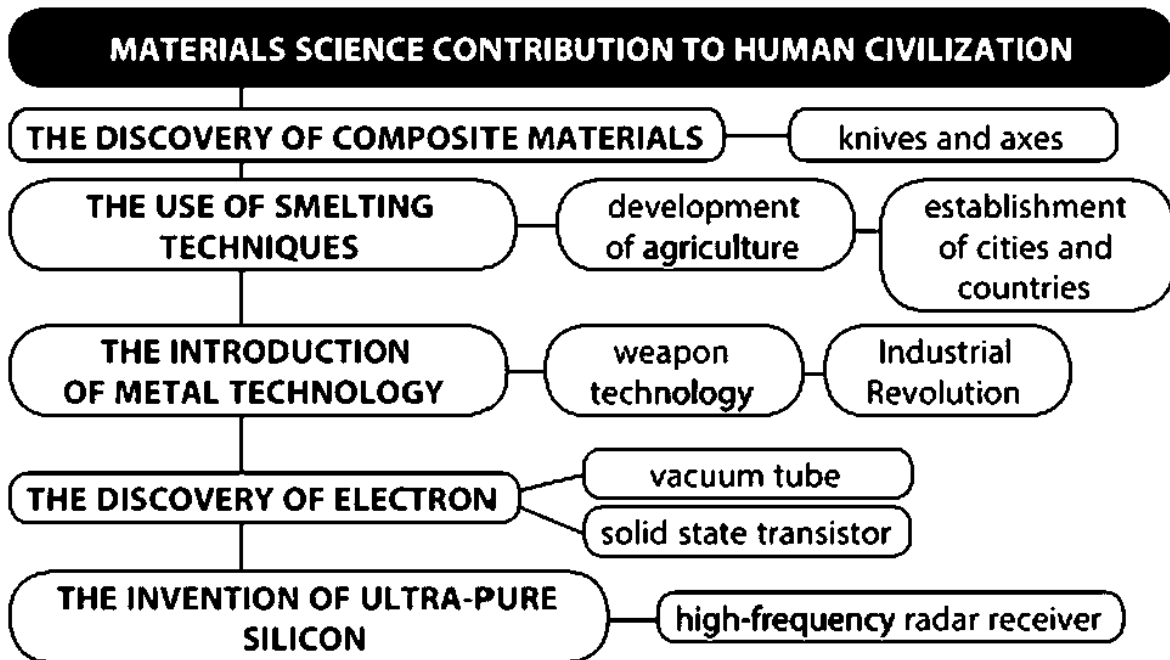 MATERIALS SCIENCE CONTRIBUTION TO HUMAN CIVILIZATION
THE DISCOVERY OF COMPOSITE MATERIALS
knives and axes
THE USE OF SMELTING
TECHNIQUES
development
of agriculture
establishment
of cities and
countries
THE INTRODUCTION
OF METAL TECHNOLOGY
weapon
technology
Industrial
Revolution
THE DISCOVERY OF ELECTRON
vacuum tube
solid state transistor
THE INVENTION OF ULTRA-PURE
SILICON
high-frequency radar receiver